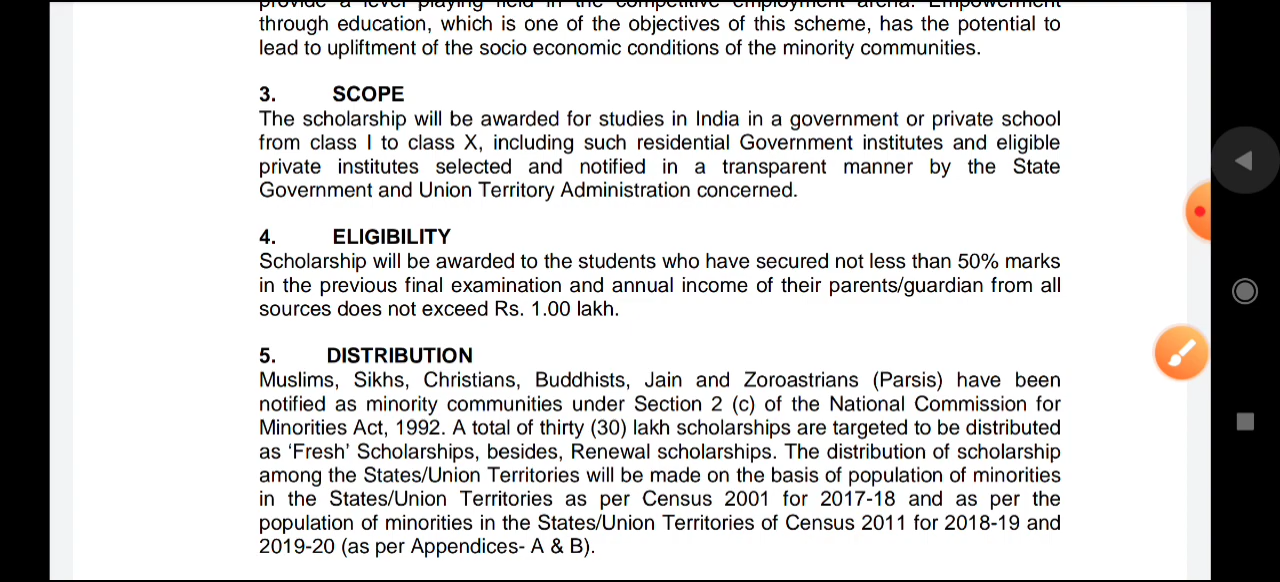 provide a level playing field in the competitive employment arena. Empowerment
through education, which is one of the objectives of this scheme, has the potential to
lead to upliftment of the socio economic conditions of the minority communities.
3. SCOPE
The scholarship will be awarded for studies in India in a government or private school
from class I to class X, including such residential Government institutes and eligible
private institutes selected and notified in a transparent manner by the State
Government and Union Territory Administration concerned.
4. ELIGIBILITY
Scholarship will be awarded to the students who have secured not less than 50% marks
in the previous final examination and annual income of their parents/guardian from all
sources does not exceed Rs. 1.00 lakh.
5. DISTRIBUTION
Muslims, Sikhs, Christians, Buddhists, Jain and Zoroastrians (Parsis) have been
notified as minority communities under Section 2 (c) of the National Commission for
Minorities Act, 1992. A total of thirty (30) lakh scholarships are targeted to be distributed
as ‘Fresh’ Scholarships, besides, Renewal scholarships. The distribution of scholarship
among the States/Union Territories will be made on the basis of population of minorities
in the States/Union Territories as per Census 2001 for 2017-18 and as per the
population of minorities in the States/Union Territories of Census 2011 for 2018-19 and
2019-20 (as per Appendices- A & B).